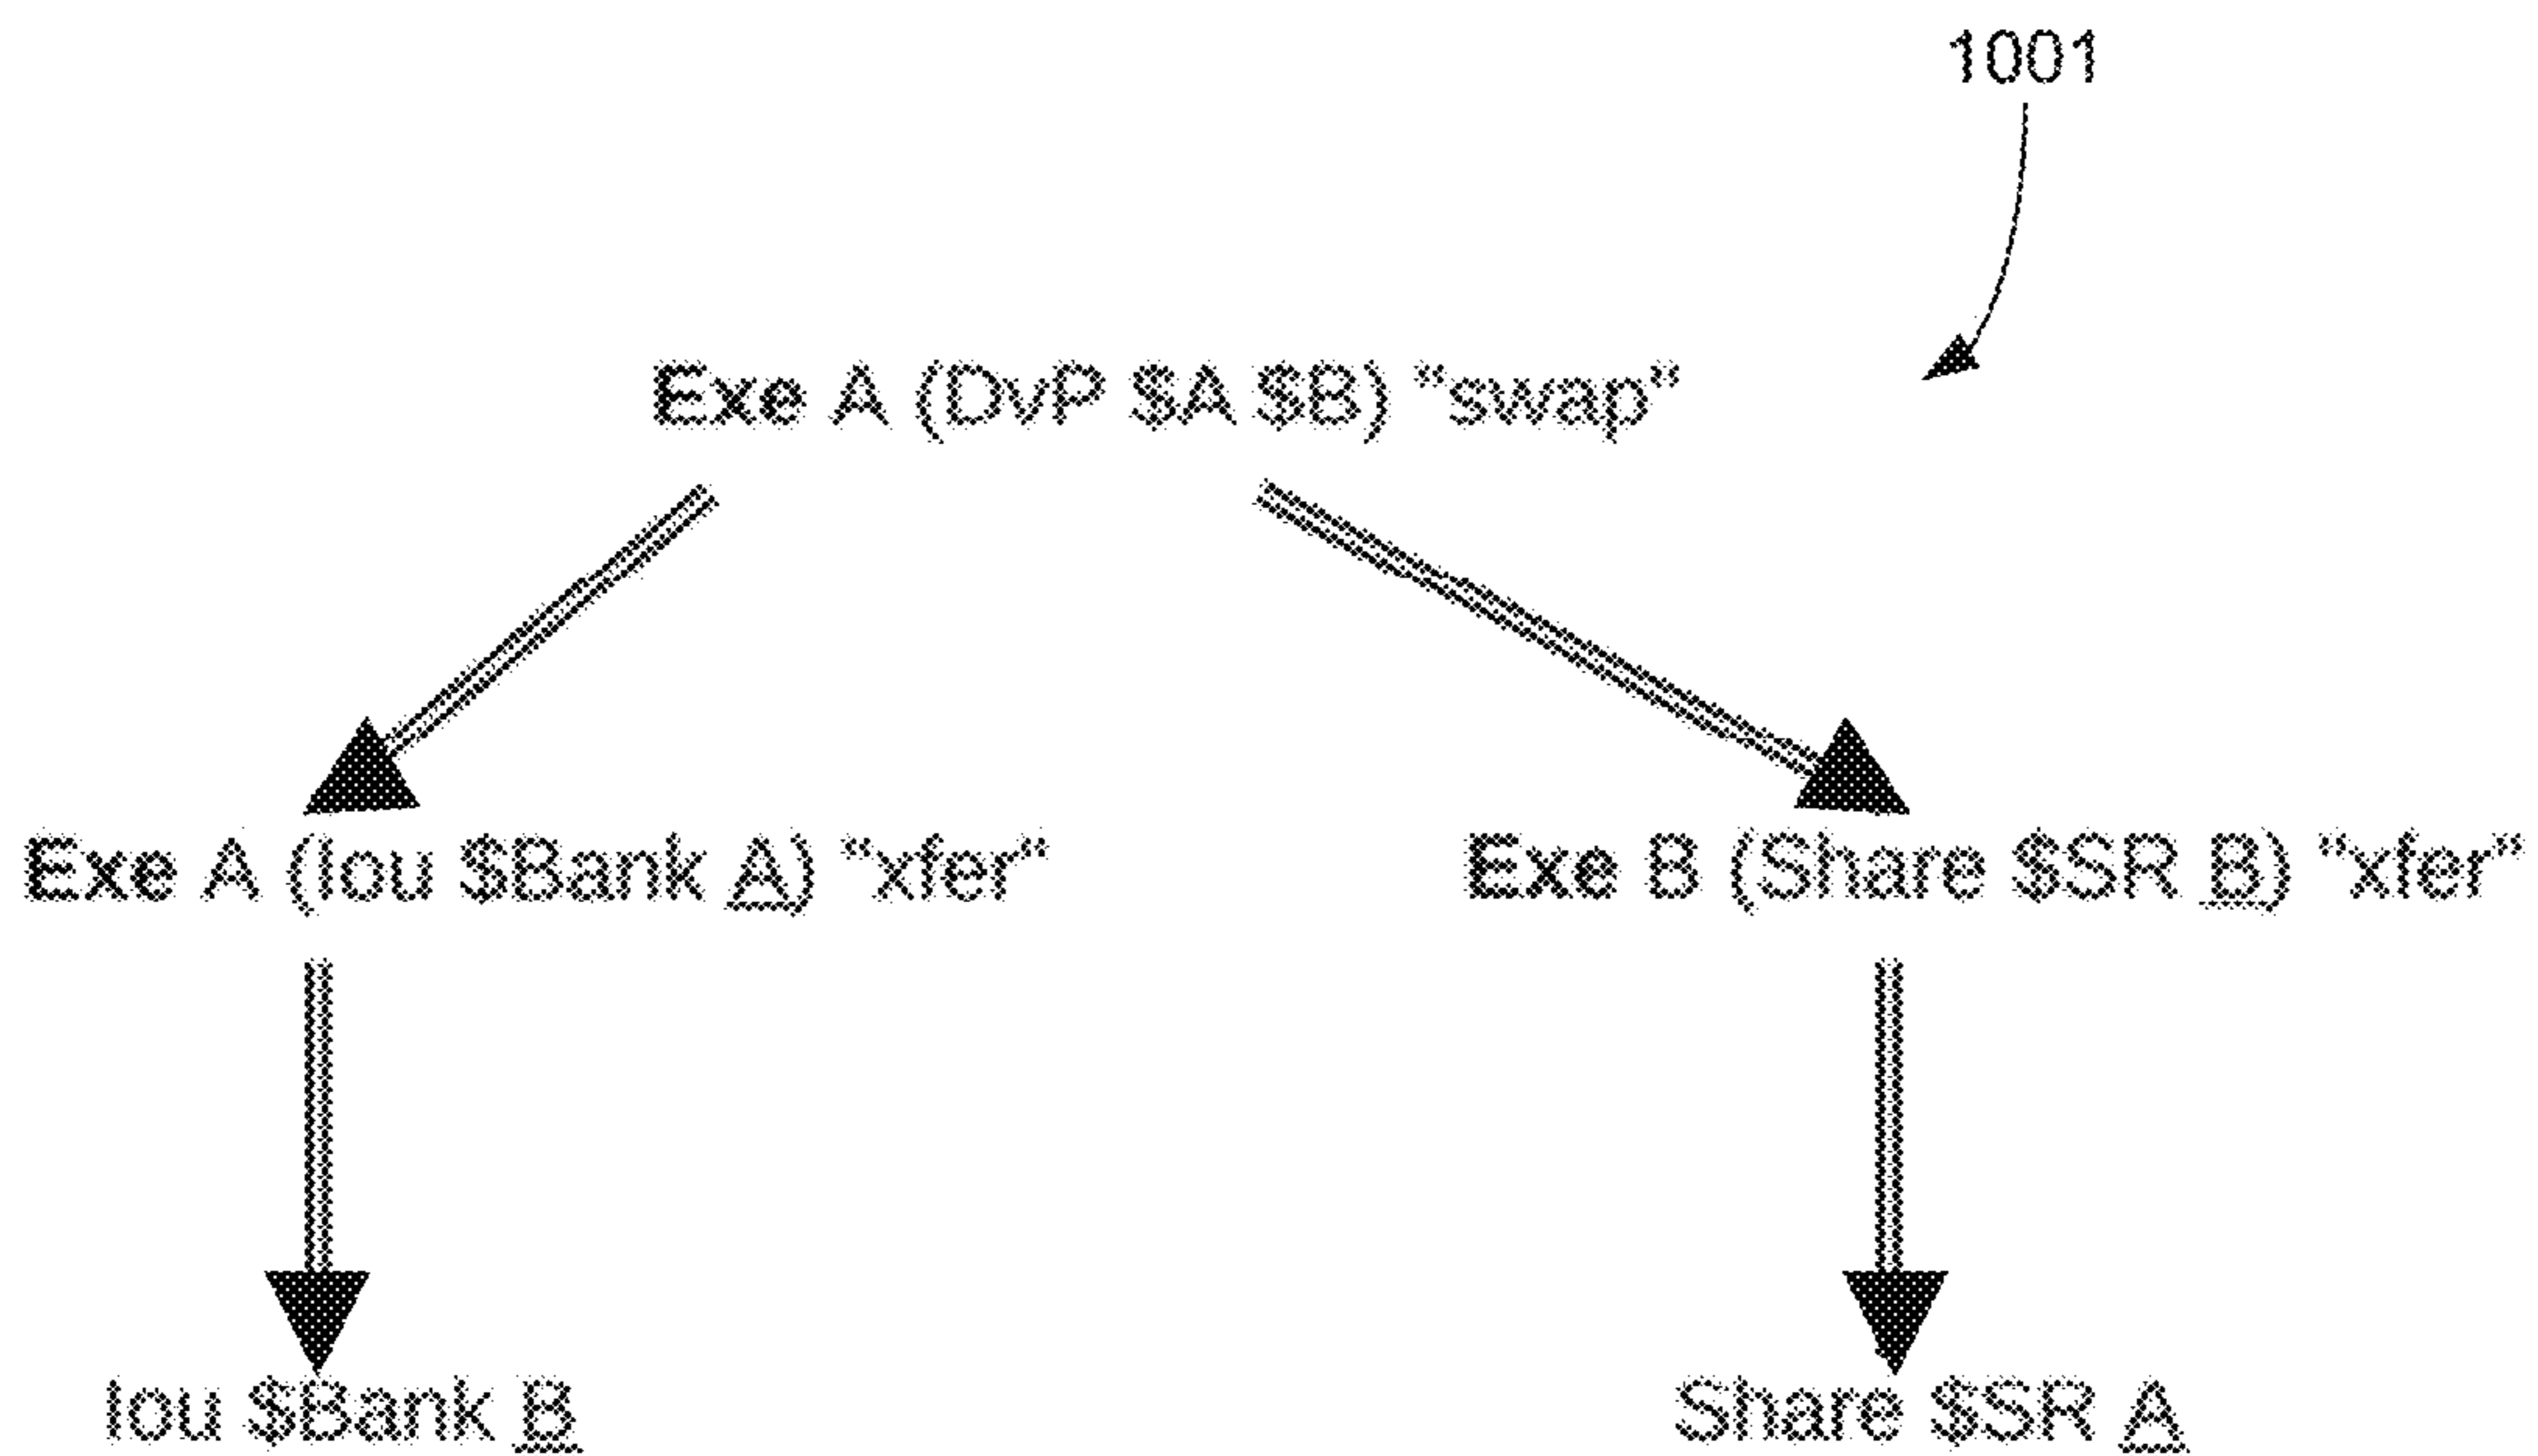 1001
Exe A (DvP $A $B) “swap“
Exe A (Iou $Bank A) “xfer“
Exe B (Share $SR B) “xfer“
Iou $Bank B
Share $SR A